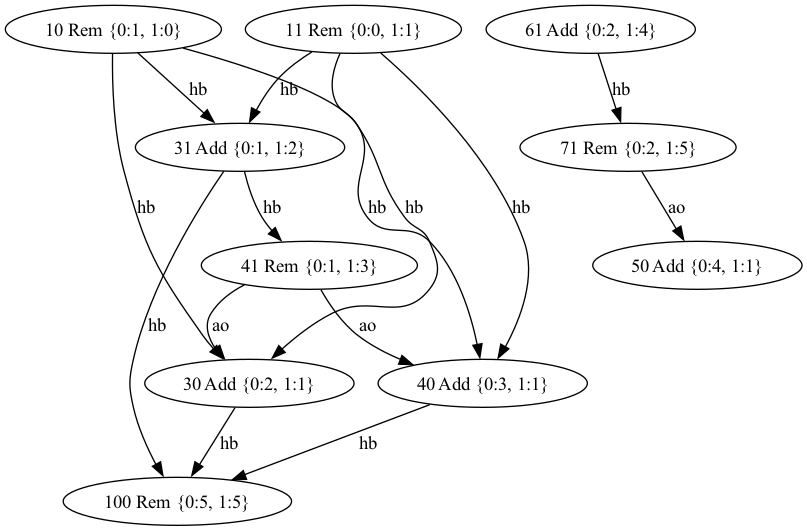 10 Rem {0:1, 1:0}
11 Rem {0:0, 1:1}
61 Add {0:2, 1:4}
hb
hb
hb
31 Add {0:1, 1:2}
71 Rem {0:2, 1:5}
hb
hb
hb
hb
hb
ao
41 Rem {0:1, 1:3}
50 Add {0:4, 1:1}
hb
ao
ao
30 Add {0:2, 1:1}
40 Add {0:3, 1:1}
hb
hb
100 Rem {0:5, 1:5}